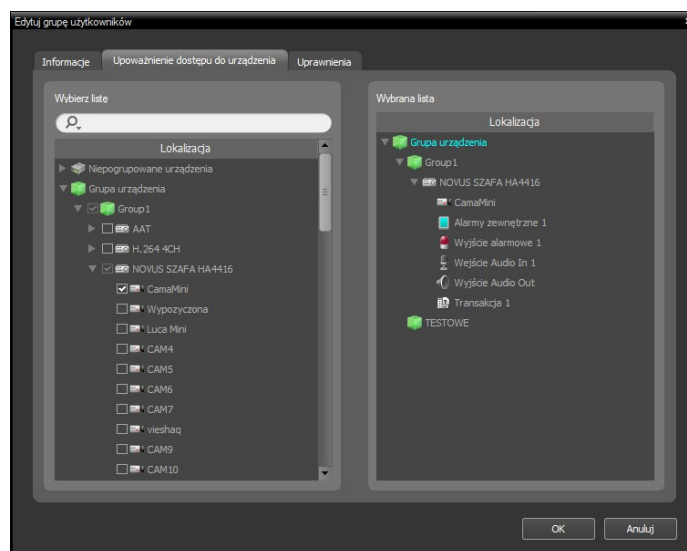 Edytuj grupę użytkowników
Informacje
Upoważnienie dostępu do urządzenia
Uprawnienia
Wybierz listę
Lokalizacja
Niepogrupowane urządzenia
Grupa urządzenia
Group1
AAT
H.264 4CH
NOVUS SZAFA HA4416
CamaMini
Wypozyczona
Luca Mini
CAM4
CAM5
CAM6
CAM7
vieshaq
CAM9
CAM10
Wybrana lista
Lokalizacja
Grupa urządzenia
Group1
NOVUS SZAFA HA4416
CamaMini
Alarmy zewnętrzne 1
Wyjście alarmowe 1
Wejście Audio In 1
Wyjście Audio Out
Transakcja 1
TESTOWE
OK
Anuluj